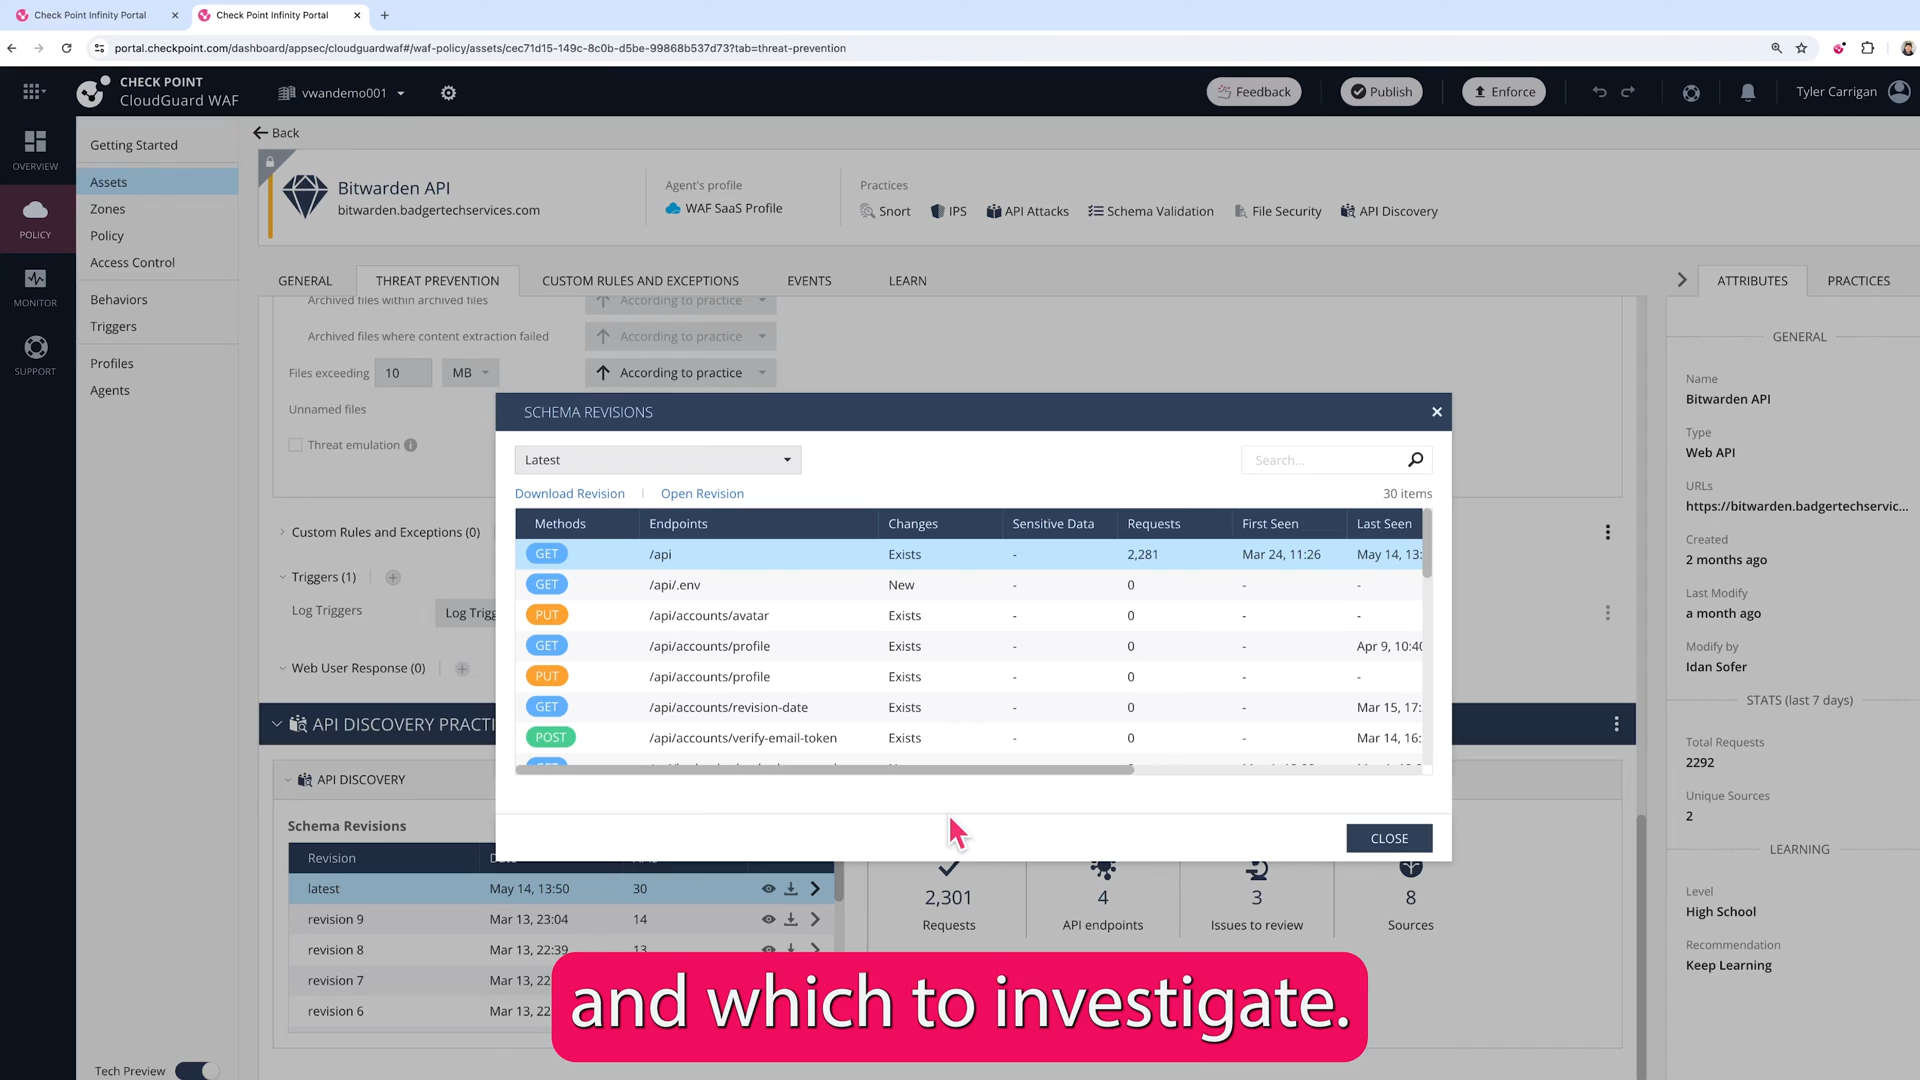 Check Point Infinity Portal
Check Point Infinity Portal
portal.checkpoint.com/dashboard/appsec/cloudguardwaf#/waf-policy/assets/cec71d15-149c-8c0b-d5be-99868b537d73?tab=threat-prevention
CHECK POINT
CloudGuard WAF
vwandemo001
Feedback
Publish
Enforce
Tyler Carrigan
OVERVIEW
POLICY
MONITOR
SUPPORT
Getting Started
Assets
Zones
Policy
Access Control
Behaviors
Triggers
Profiles
Agents
Tech Preview
Back
Bitwarden API
bitwarden.badgertechservices.com
Agent's profile
WAF SaaS Profile
Practices
Snort
IPS
API Attacks
Schema Validation
File Security
API Discovery
GENERAL
THREAT PREVENTION
CUSTOM RULES AND EXCEPTIONS
EVENTS
LEARN
Archived files within archived files
According to practice
Archived files where content extraction failed
According to practice
Files exceeding 10 MB According to practice
Unnamed files
Threat emulation
Custom Rules and Exceptions (0)
Triggers (1)
Log Triggers
Log Trigg
Web User Response (0)
API DISCOVERY PRACTI
API DISCOVERY
Schema Revisions
Revision
latest May 14, 13:50 30
revision 9 Mar 13, 23:04 14
revision 8 Mar 13, 22:39 13
revision 7 Mar 13, 22
revision 6 Mar 13, 22
SCHEMA REVISIONS
Latest
Search...
Download Revision
Open Revision
30 items
Methods Endpoints Changes Sensitive Data Requests First Seen Last Seen
GET /api Exists - 2,281 Mar 24, 11:26 May 14, 13:
GET /api/.env New - 0 - -
PUT /api/accounts/avatar Exists - 0 - -
GET /api/accounts/profile Exists - 0 - Apr 9, 10:40
PUT /api/accounts/profile Exists - 0 - -
GET /api/accounts/revision-date Exists - 0 - Mar 15, 17:
POST /api/accounts/verify-email-token Exists - 0 - Mar 14, 16:
CLOSE
2,301
Requests
4
API endpoints
3
Issues to review
8
Sources
ATTRIBUTES
PRACTICES
GENERAL
Name
Bitwarden API
Type
Web API
URLs
https://bitwarden.badgertechservic...
Created
2 months ago
Last Modify
a month ago
Modify by
Idan Sofer
STATS (last 7 days)
Total Requests
2292
Unique Sources
2
LEARNING
Level
High School
Recommendation
Keep Learning
and which to investigate.